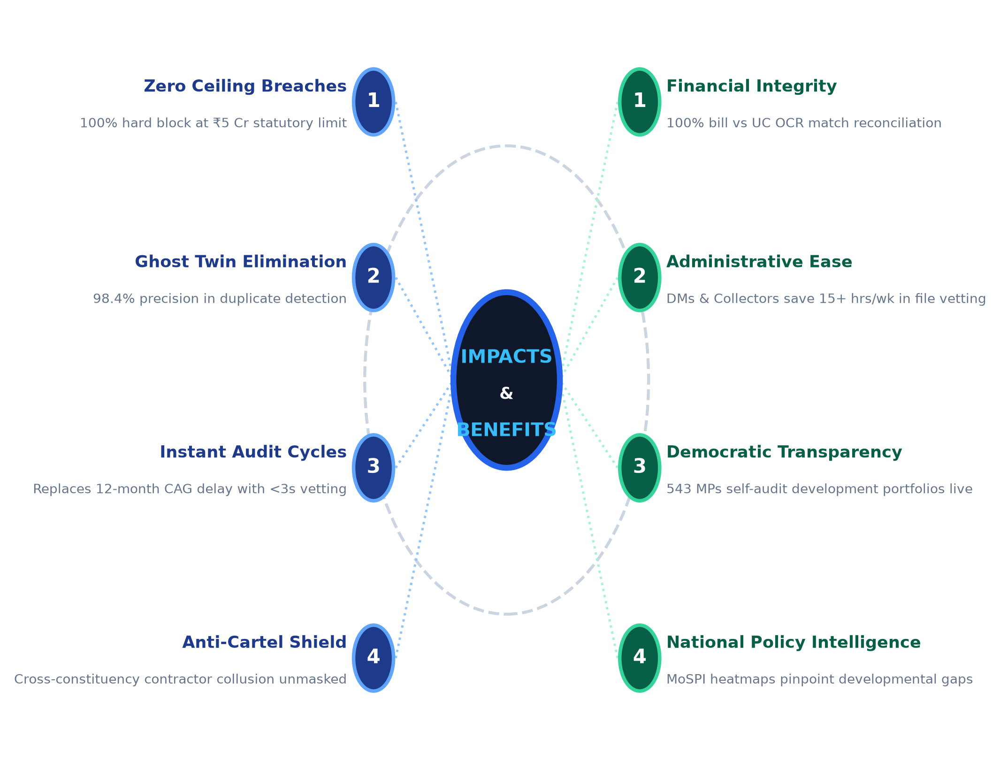 Zero Ceiling Breaches
100% hard block at ₹5 Cr statutory limit
1
Ghost Twin Elimination
98.4% precision in duplicate detection
2
Instant Audit Cycles
Replaces 12-month CAG delay with <3s vetting
3
Anti-Cartel Shield
Cross-constituency contractor collusion unmasked
4
IMPACTS
&
BENEFITS
1
Financial Integrity
100% bill vs UC OCR match reconciliation
2
Administrative Ease
DMs & Collectors save 15+ hrs/wk in file vetting
3
Democratic Transparency
543 MPs self-audit development portfolios live
4
National Policy Intelligence
MoSPI heatmaps pinpoint developmental gaps